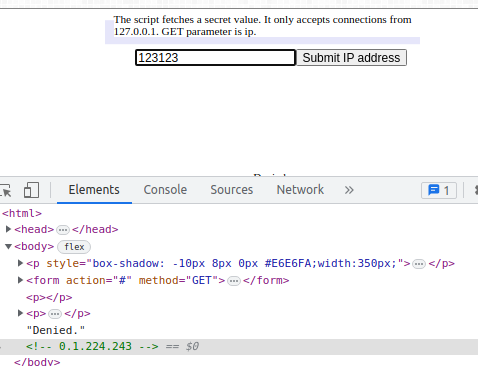 The script fetches a secret value. It only accepts connections from
127.0.0.1. GET parameter is ip.
123123 Submit IP address
Elements Console Sources Network » 1
<html>
<head> ⋯ </head>
<body> flex
<p style="box-shadow: -10px 8px 0px #E6E6FA;width:350px;"> ⋯ </p>
<form action="#" method="GET"> ⋯ </form>
<p></p>
<p> ⋯ </p>
"Denied."
<!-- 0.1.224.243 --> == $0
</body>